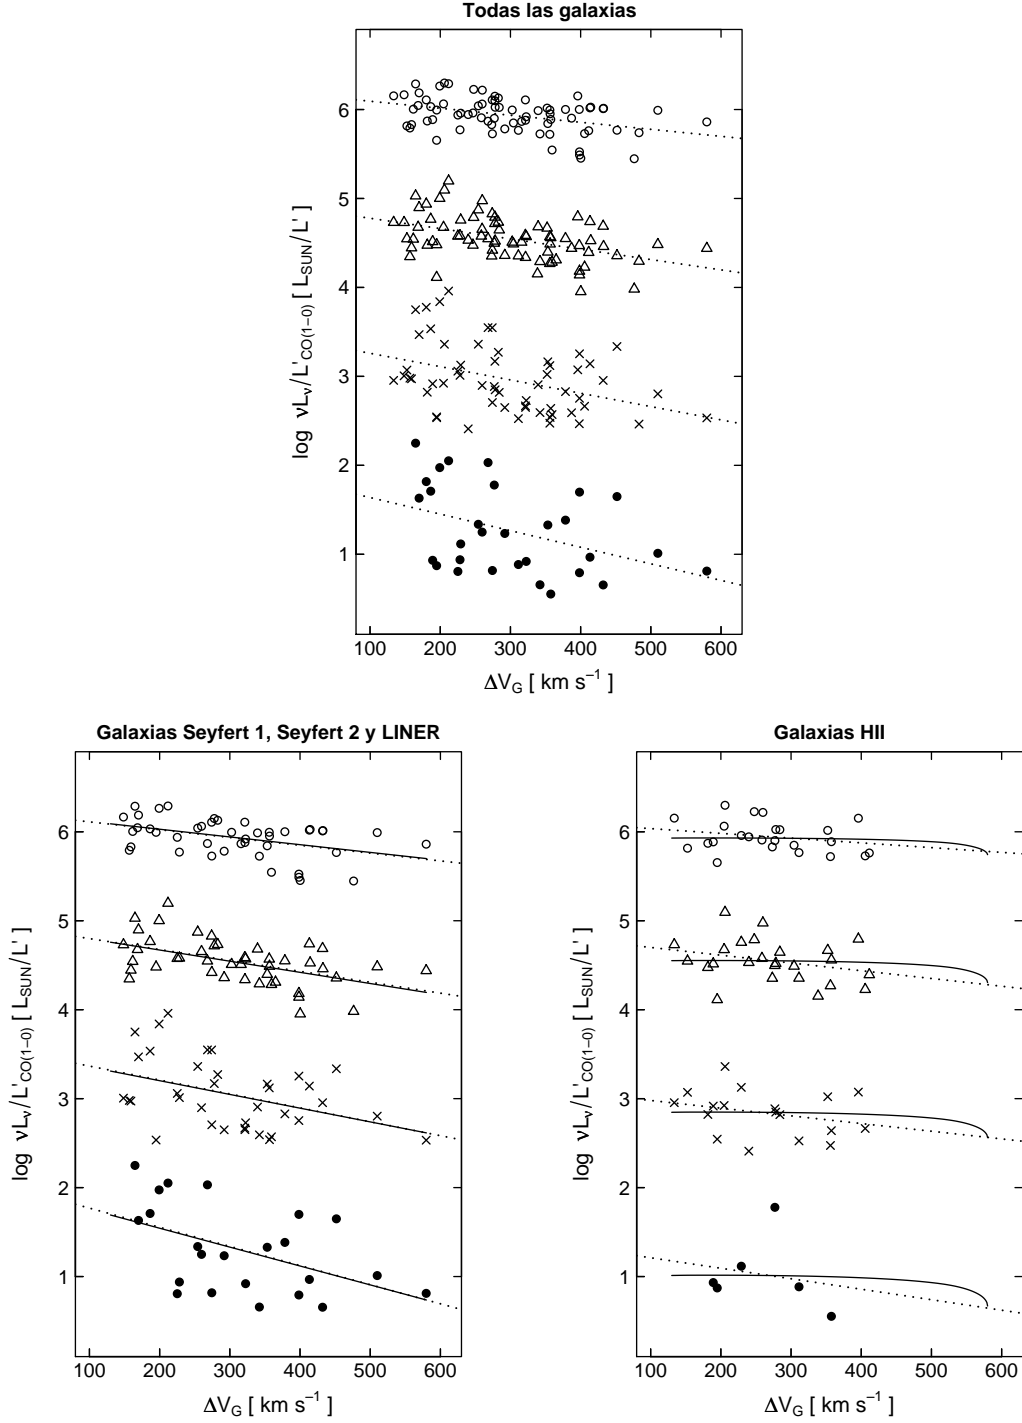 Todas las galaxias
log νLν/L'CO(1−0) [ LSUN/L' ]
6
5
4
3
2
1
100 200 300 400 500 600
ΔVG [ km s−1 ]
Galaxias Seyfert 1, Seyfert 2 y LINER
log νLν/L'CO(1−0) [ LSUN/L' ]
6
5
4
3
2
1
100 200 300 400 500 600
ΔVG [ km s−1 ]
Galaxias HII
log νLν/L'CO(1−0) [ LSUN/L' ]
6
5
4
3
2
1
100 200 300 400 500 600
ΔVG [ km s−1 ]